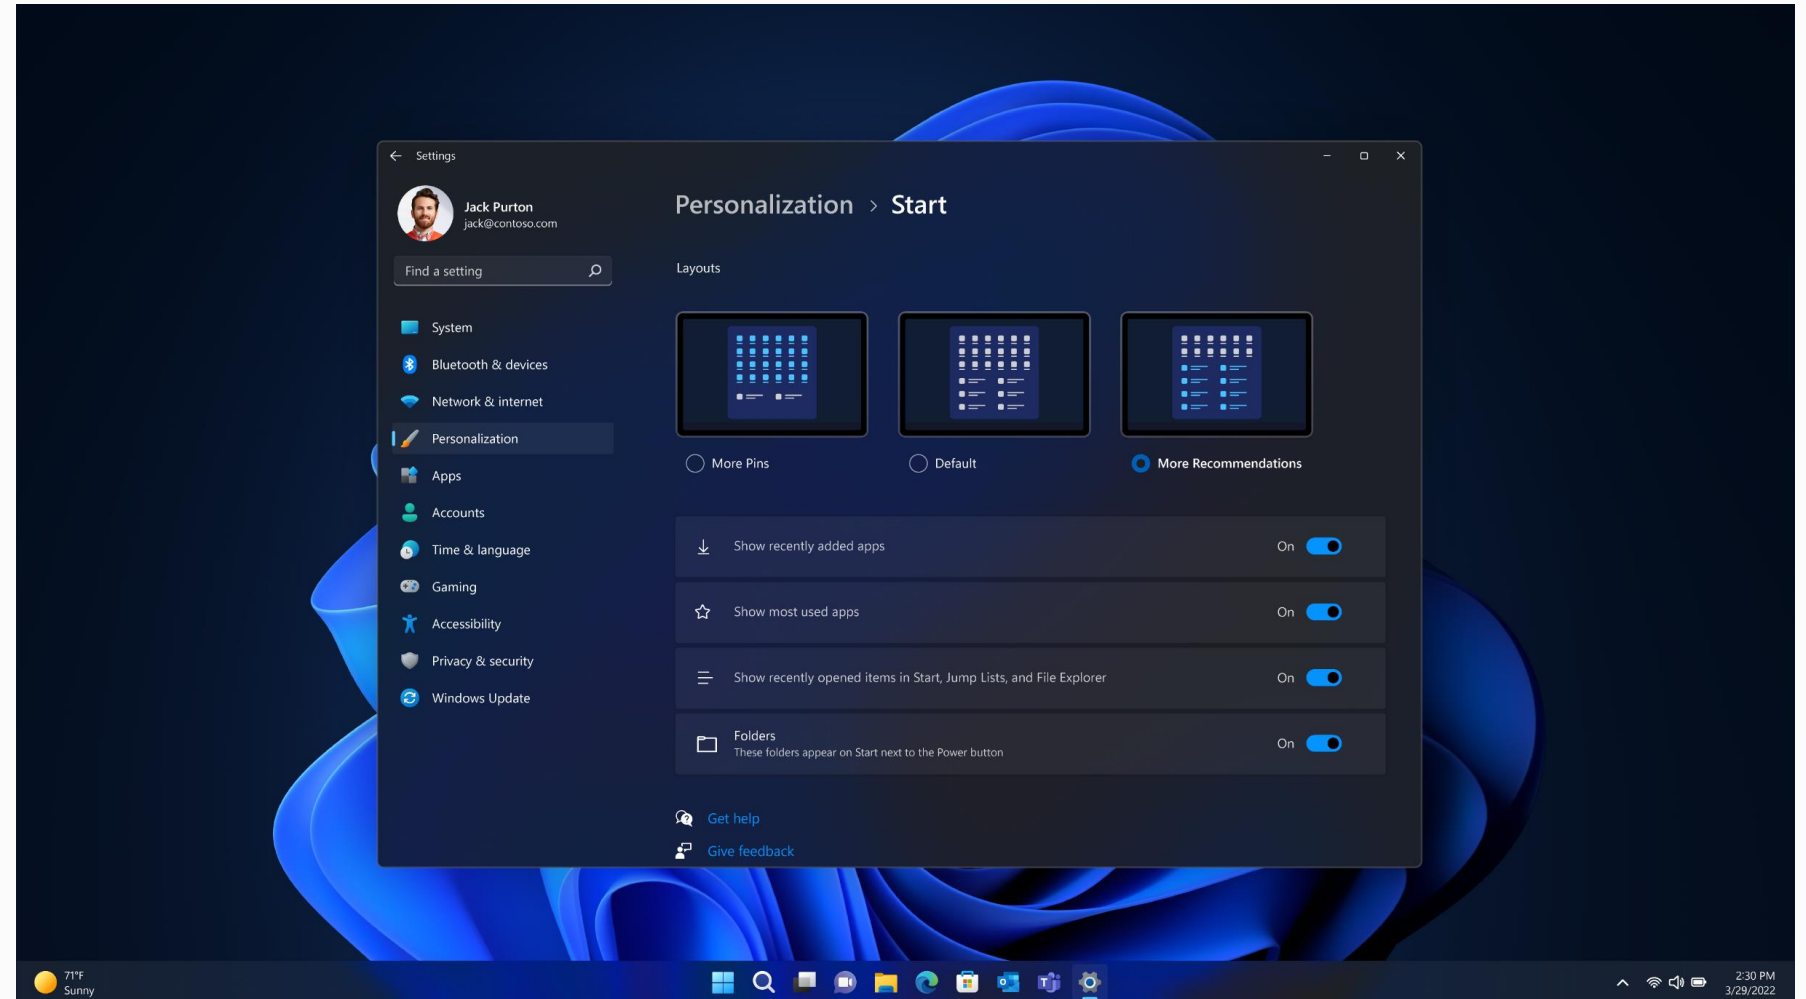 Settings
Jack Purton
jack@contoso.com
Find a setting
System
Bluetooth & devices
Network & internet
Personalization
Apps
Accounts
Time & language
Gaming
Accessibility
Privacy & security
Windows Update
Personalization > Start
Layouts
More Pins
Default
More Recommendations
Show recently added apps
On
Show most used apps
On
Show recently opened items in Start, Jump Lists, and File Explorer
On
Folders
These folders appear on Start next to the Power button
On
Get help
Give feedback
71°F
Sunny
2:30 PM
3/29/2022